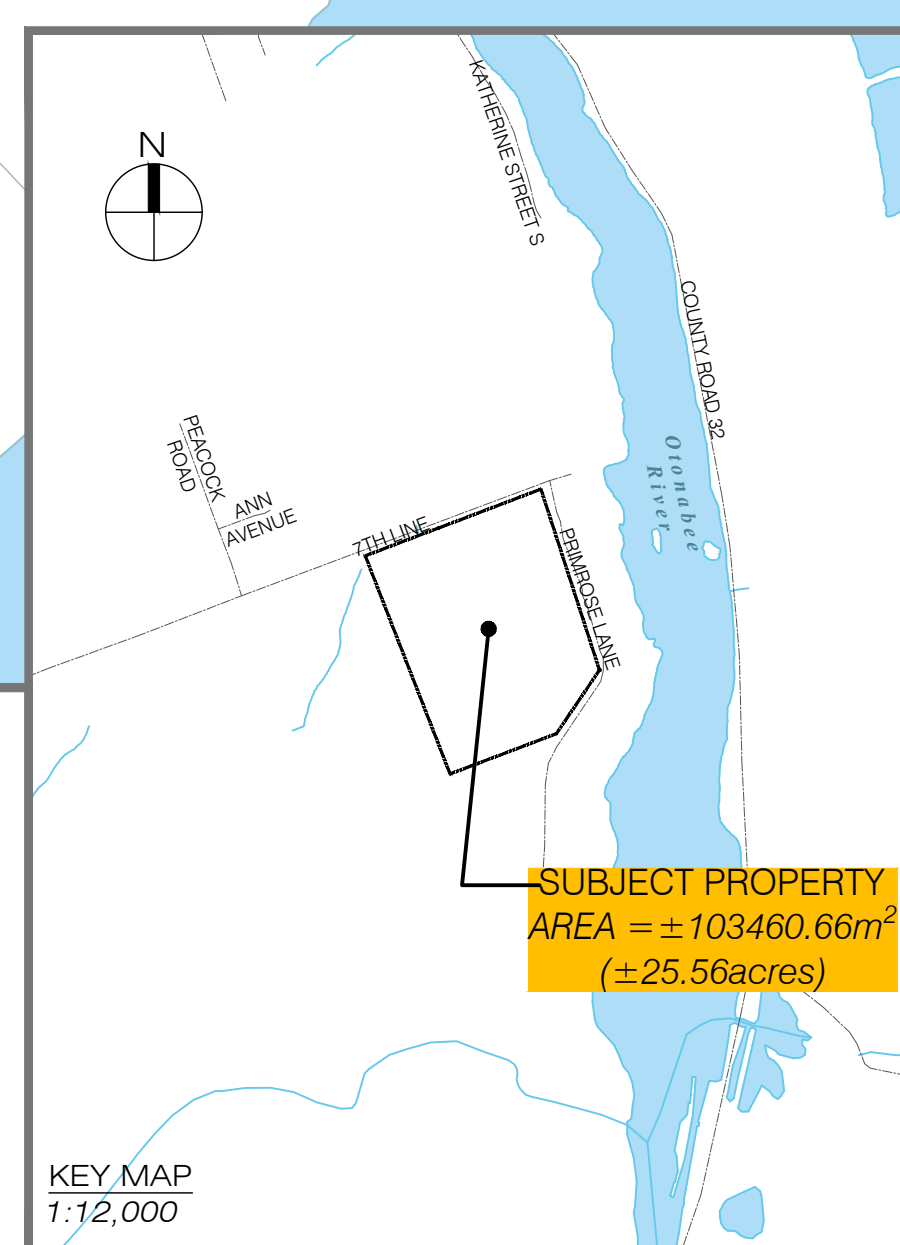 N
KATHERINE STREET S
COUNTY ROAD 32
PEACOCK
ROAD
ANN
AVENUE
7TH LINE
PRIMROSE LANE
Otonabee
River
SUBJECT PROPERTY
AREA = ±103460.66m²
(±25.56acres)
KEY MAP
1:12,000